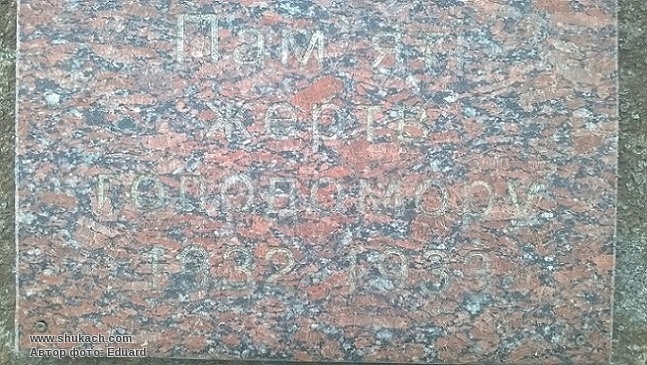 Пам'яті
жертв
голодомору
1932-1933
www.shukach.com
Автор фото: Eduard